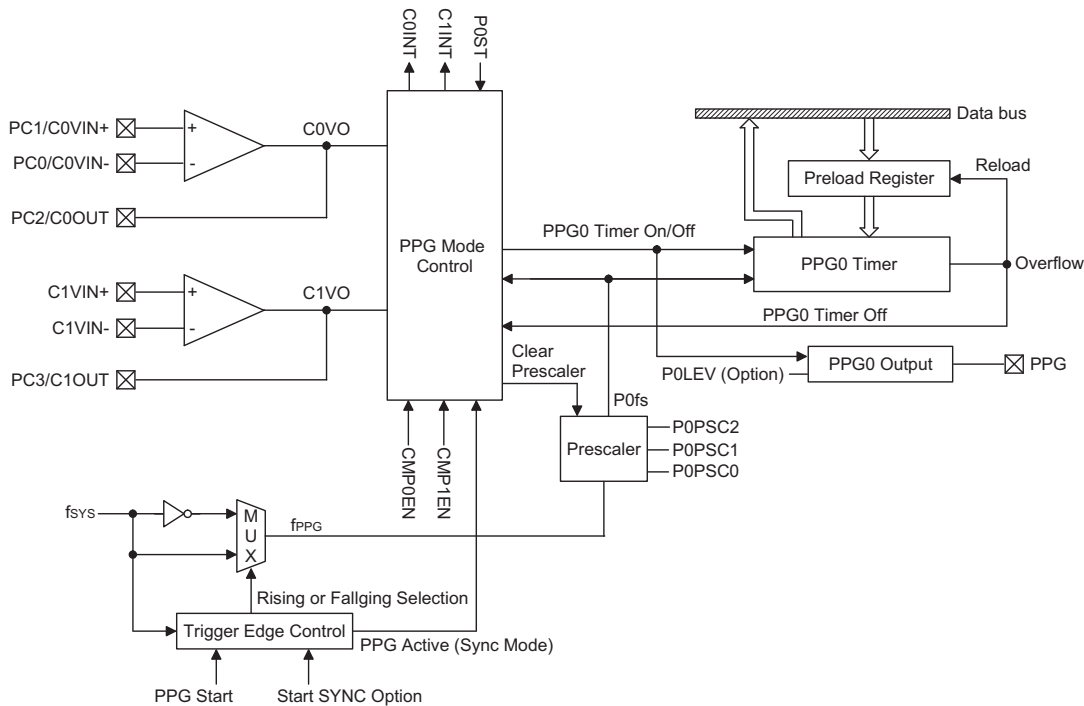 C0INT
C1INT
P0ST
Data bus
PC1/C0VIN+
+
C0VO
PC0/C0VIN-
-
Preload Register
Reload
PC2/C0OUT
PPG Mode
Control
PPG0 Timer On/Off
PPG0 Timer
Overflow
C1VIN+
+
C1VO
C1VIN-
-
PPG0 Timer Off
Clear
Prescaler
PPG0 Output
PPG
PC3/C1OUT
P0LEV (Option)
P0fs
Prescaler
P0PSC2
P0PSC1
P0PSC0
CMP0EN
CMP1EN
fSYS
M
U
X
fPPG
Rising or Fallging Selection
Trigger Edge Control
PPG Active (Sync Mode)
PPG Start
Start SYNC Option